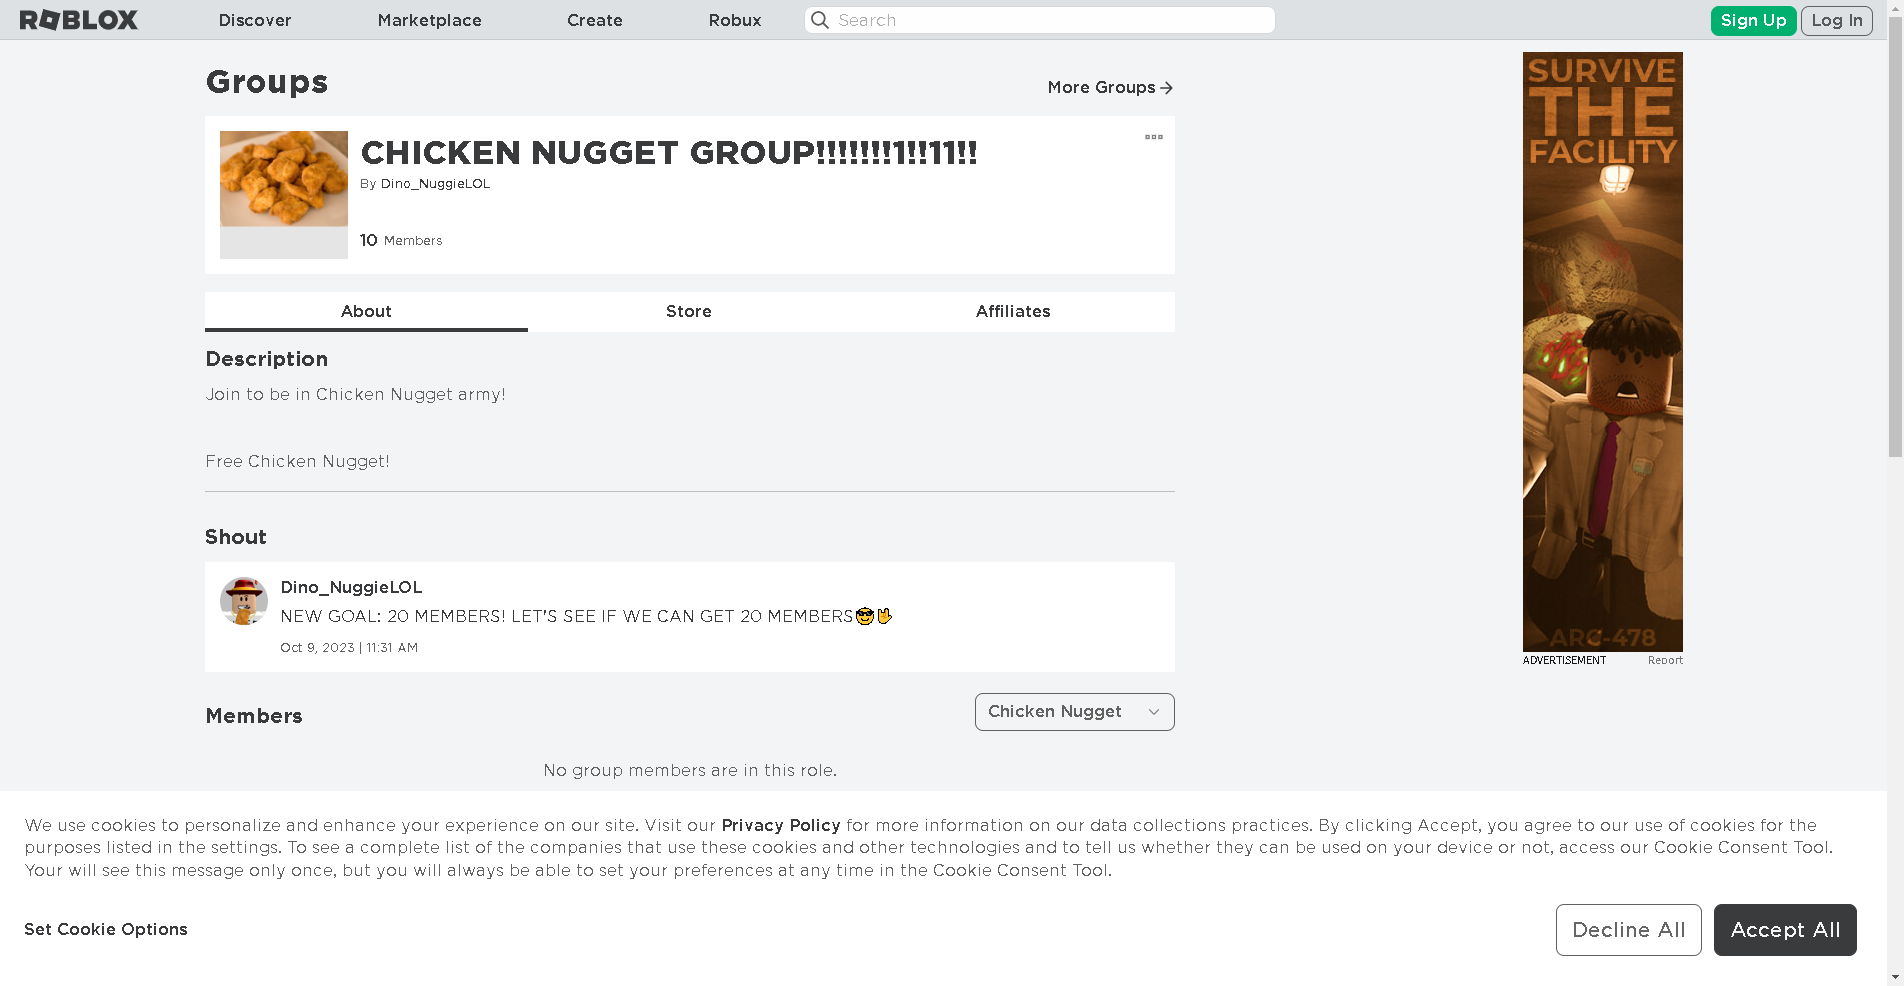 ROBLOX
Discover
Marketplace
Create
Robux
Search
Sign Up
Log In
Groups
More Groups
CHICKEN NUGGET GROUP!!!!!!!1!!11!!
By Dino_NuggieLOL
10 Members
About
Store
Affiliates
Description
Join to be in Chicken Nugget army!
Free Chicken Nugget!
Shout
Dino_NuggieLOL
NEW GOAL: 20 MEMBERS! LET'S SEE IF WE CAN GET 20 MEMBERS😎🤟
Oct 9, 2023 | 11:31 AM
Members
Chicken Nugget
No group members are in this role.
SURVIVE
THE
FACILITY
ARC-478
ADVERTISEMENT
Report
We use cookies to personalize and enhance your experience on our site. Visit our Privacy Policy for more information on our data collections practices. By clicking Accept, you agree to our use of cookies for the
purposes listed in the settings. To see a complete list of the companies that use these cookies and other technologies and to tell us whether they can be used on your device or not, access our Cookie Consent Tool.
Your will see this message only once, but you will always be able to set your preferences at any time in the Cookie Consent Tool.
Set Cookie Options
Decline All
Accept All